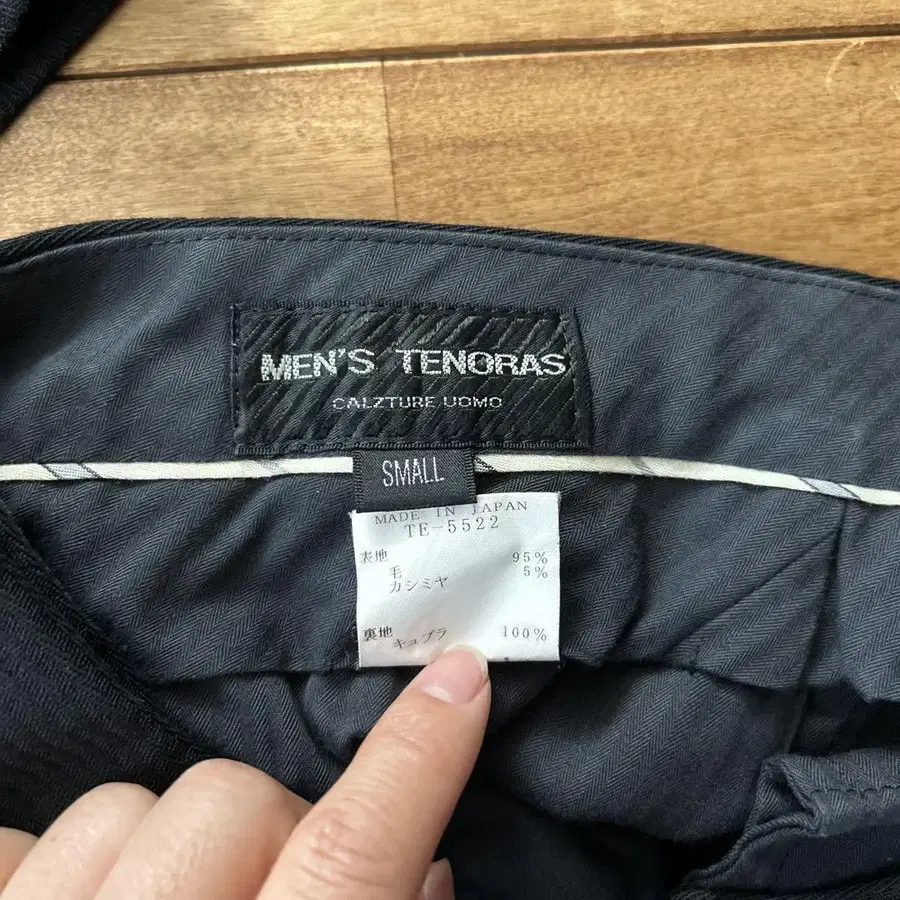 MEN'S TENORAS
CALZTURE UOMO
SMALL
MADE IN JAPAN
TE-5522
表地
毛 95%
カシミヤ 5%
裏地
キュプラ 100%